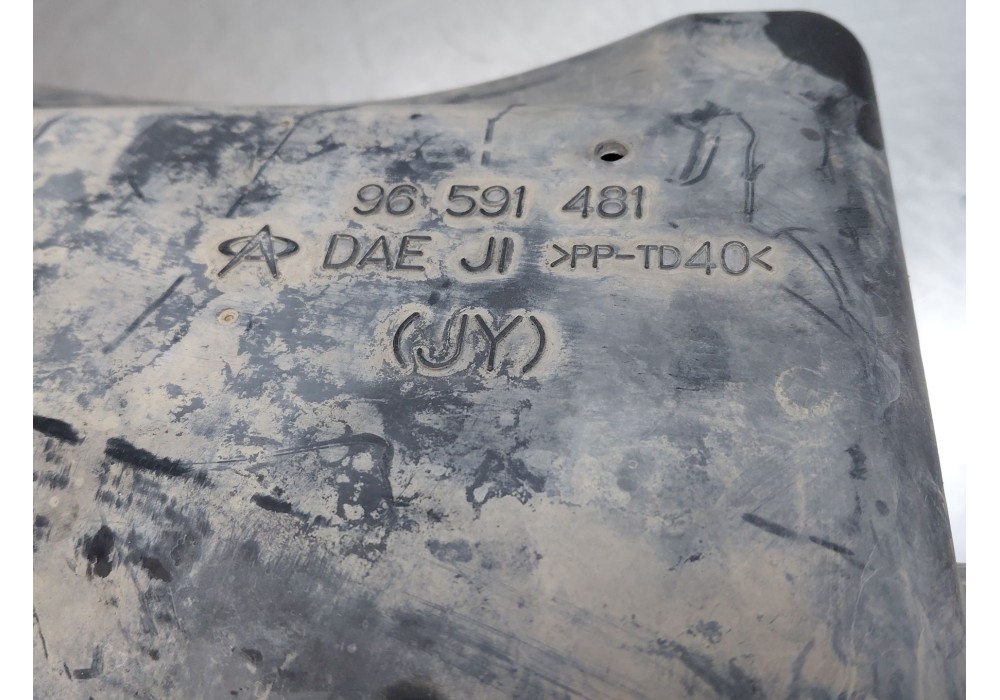 96 591 481
DAE JI >PP-TD40<
(JY)